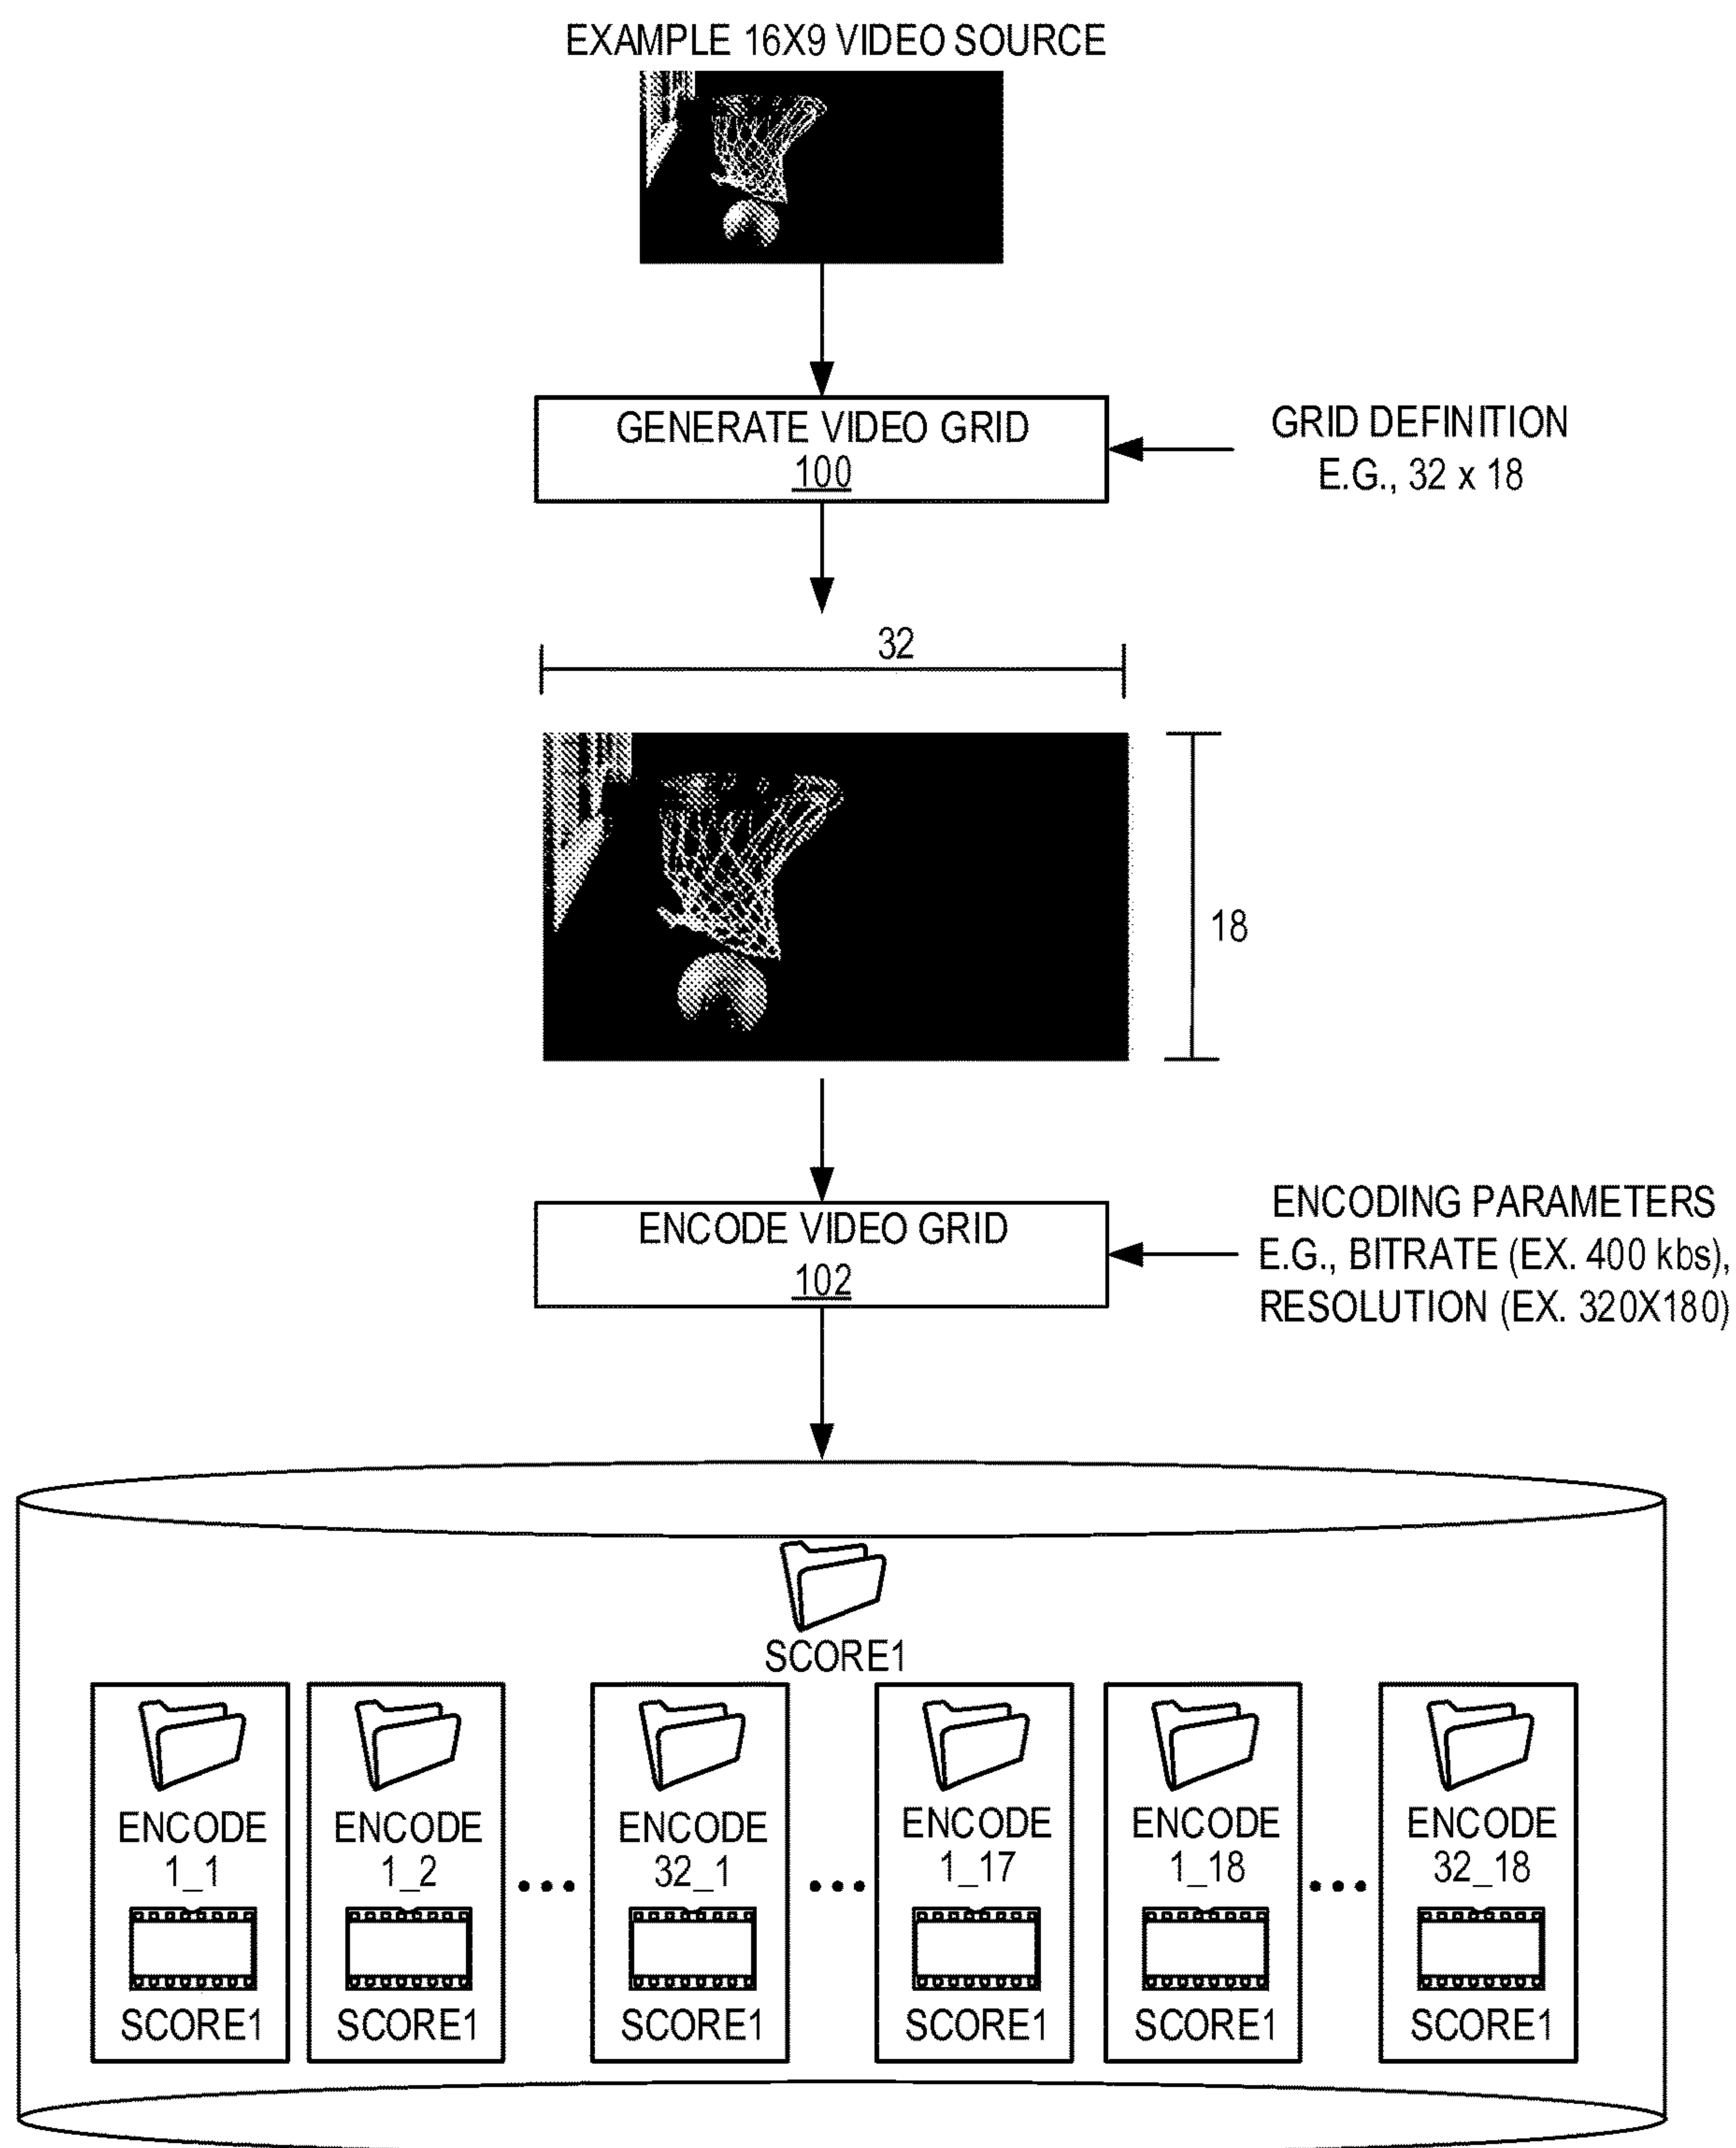 EXAMPLE 16X9 VIDEO SOURCE
GENERATE VIDEO GRID
100
GRID DEFINITION
E.G., 32 x 18
32
18
ENCODE VIDEO GRID
102
ENCODING PARAMETERS
E.G., BITRATE (EX. 400 kbs),
RESOLUTION (EX. 320X180)
SCORE1
ENCODE
1_1
SCORE1
ENCODE
1_2
SCORE1
...
ENCODE
32_1
SCORE1
...
ENCODE
1_17
SCORE1
ENCODE
1_18
SCORE1
...
ENCODE
32_18
SCORE1